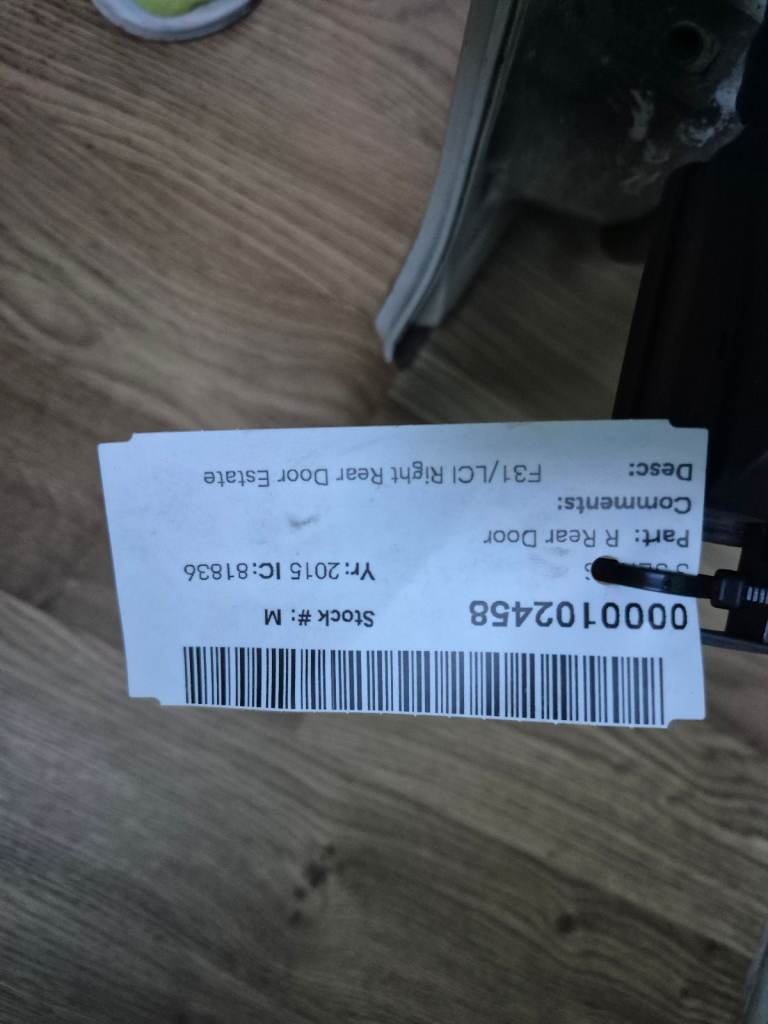 0000102458 Stock #: M
Yr: 2015 IC:81836
Part: R Rear Door
Comments:
Desc: F31/LCI Right Rear Door Estate